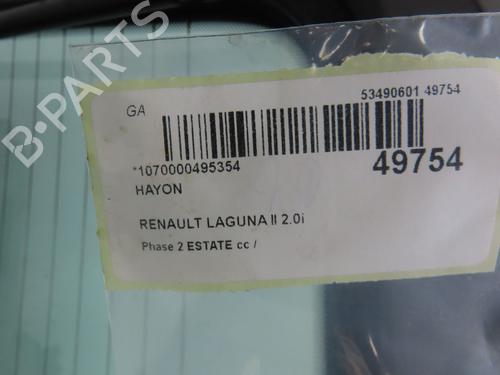 B-PARTS
GA
53490601 49754
*1070000495354
49754
HAYON
RENAULT LAGUNA II 2.0i
Phase 2 ESTATE cc /